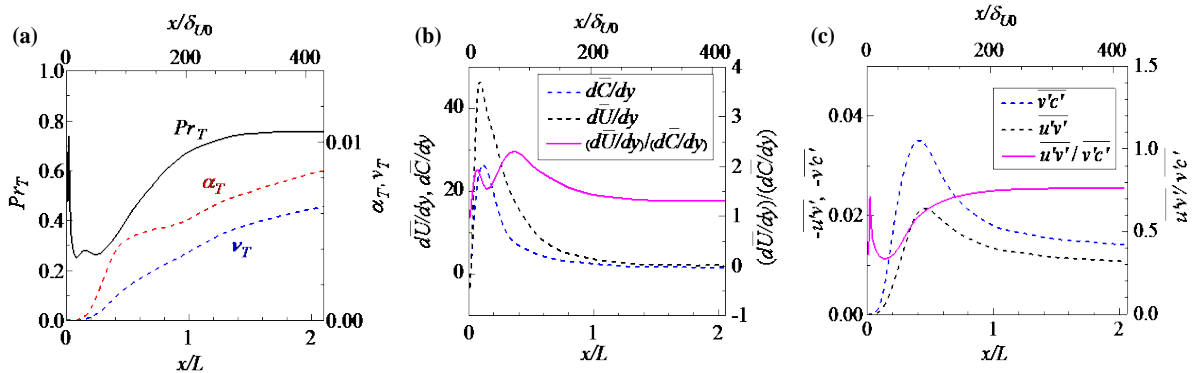 (a)
x/δU0
0 200 400
1.0
0.8
0.6
0.4
0.2
0.0
PrT
PrT
αT
νT
0.01
0.00
αT, νT
0 1 2
x/L
(b)
x/δU0
0 200 400
40
20
0
dU̅/dy, dC̅/dy
dC̅/dy
dU̅/dy
(dU̅/dy)/(dC̅/dy)
4
3
2
1
0
-1
(dU̅/dy)/(dC̅/dy)
0 1 2
x/L
(c)
x/δU0
0 200 400
0.04
0.02
0.00
-u'v', -v'c'
v'c'
u'v'
u'v' / v'c'
1.5
1.0
0.5
0.0
u'v'/ v'c'
0 1 2
x/L